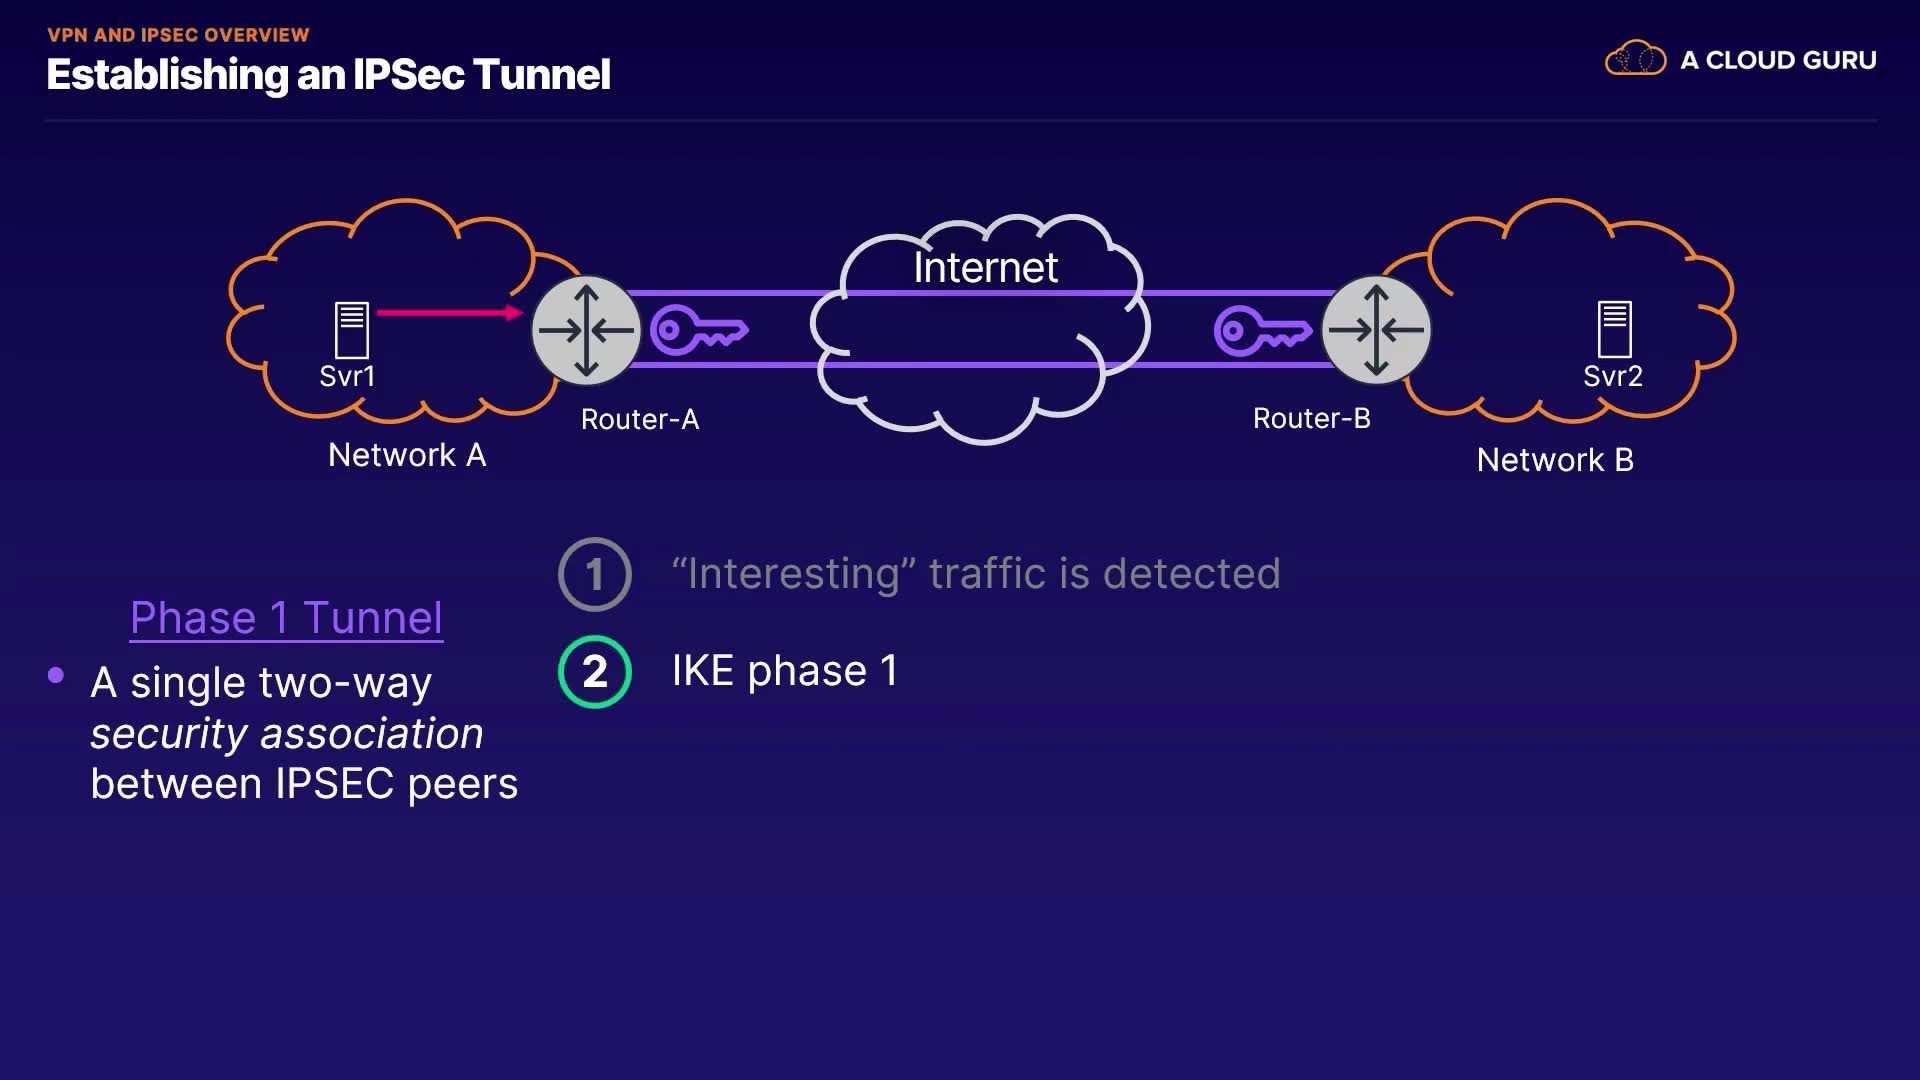 VPN AND IPSEC OVERVIEW
Establishing an IPSec Tunnel
A CLOUD GURU
Internet
Svr1
Svr2
Router-A
Router-B
Network A
Network B
1 “Interesting” traffic is detected
Phase 1 Tunnel
2 IKE phase 1
• A single two-way
security association
between IPSEC peers